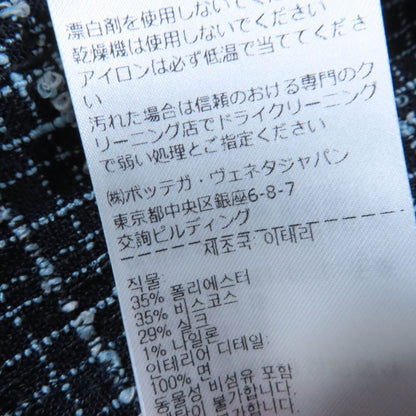 漂白剤を使用しないでください
乾燥機は使用しないでください
アイロンは必ず低温で当ててくださ
い
汚れた場合は信頼のおける専門のク
リーニング店でドライクリーニング
で弱い処理とご指定ください
㈱ボッテガ・ヴェネタジャパン
東京都中央区銀座6-8-7
交詢ビルディング
제조국: 이태리
직물:
35% 폴리에스터
35% 비스코스
29% 실크
1% 나일론
이테리어 디테일:
100% 면
동물성 비섬유 포함
불가합니다.